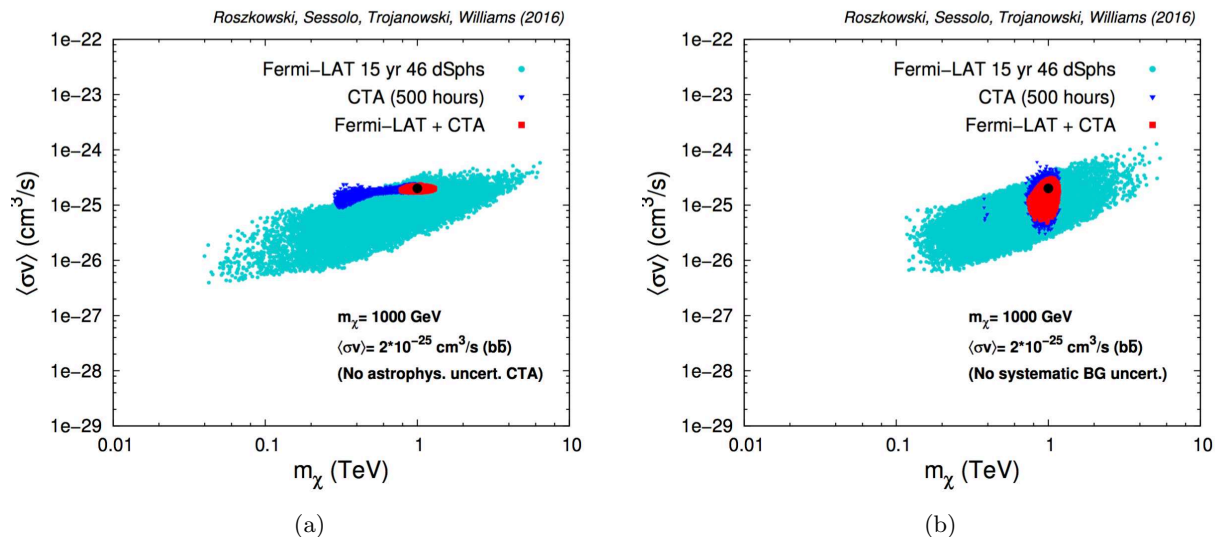 Roszkowski, Sessolo, Trojanowski, Williams (2016)
1e−22
1e−23
1e−24
1e−25
1e−26
1e−27
1e−28
1e−29
⟨σv⟩ (cm³/s)
Fermi−LAT 15 yr 46 dSphs
CTA (500 hours)
Fermi−LAT + CTA
mχ= 1000 GeV
⟨σv⟩= 2*10⁻²⁵ cm³/s (bb̄)
(No astrophys. uncert. CTA)
0.01 0.1 1 10
mχ (TeV)
(a)
Roszkowski, Sessolo, Trojanowski, Williams (2016)
1e−22
1e−23
1e−24
1e−25
1e−26
1e−27
1e−28
1e−29
⟨σv⟩ (cm³/s)
Fermi−LAT 15 yr 46 dSphs
CTA (500 hours)
Fermi−LAT + CTA
mχ= 1000 GeV
⟨σv⟩= 2*10⁻²⁵ cm³/s (bb̄)
(No systematic BG uncert.)
0.01 0.1 1 10
mχ (TeV)
(b)